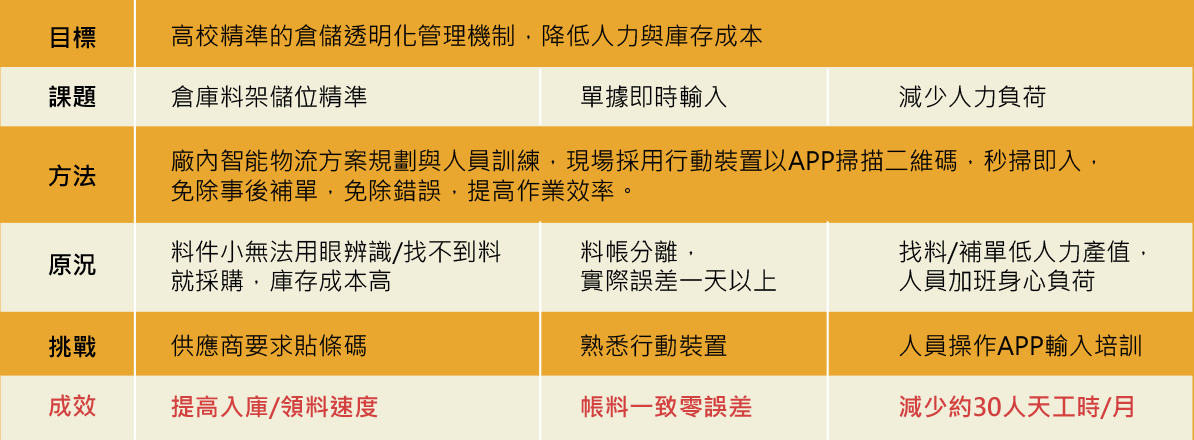 目標 高校精準的倉儲透明化管理機制，降低人力與庫存成本
課題 倉庫料架儲位精準 單據即時輸入 減少人力負荷
方法 廠內智能物流方案規劃與人員訓練，現場採用行動裝置以APP掃描二維碼，秒掃即入，
免除事後補單，免除錯誤，提高作業效率。
原況 料件小無法用眼辨識/找不到料
就採購，庫存成本高
料帳分離，
實際誤差一天以上
找料/補單低人力產值，
人員加班身心負荷
挑戰 供應商要求貼條碼 熟悉行動裝置 人員操作APP輸入培訓
成效 提高入庫/領料速度 帳料一致零誤差 減少約30人天工時/月